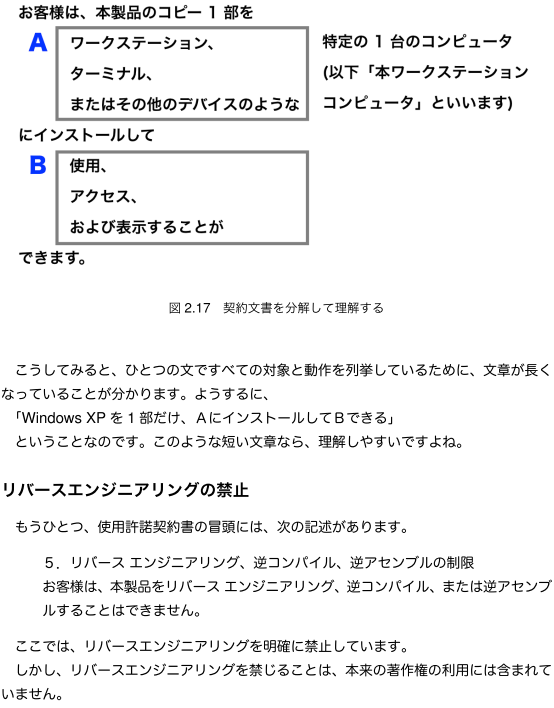 お客様は、本製品のコピー 1 部を
A
ワークステーション、
ターミナル、
またはその他のデバイスのような
特定の 1 台のコンピュータ
(以下「本ワークステーション
コンピュータ」といいます)
にインストールして
B
使用、
アクセス、
および表示することが
できます。
図 2.17　契約文書を分解して理解する
こうしてみると、ひとつの文ですべての対象と動作を列挙しているために、文章が長く
なっていることが分かります。ようするに、
「Windows XP を 1 部だけ、ＡにインストールしてＢできる」
ということなのです。このような短い文章なら、理解しやすいですよね。
リバースエンジニアリングの禁止
もうひとつ、使用許諾契約書の冒頭には、次の記述があります。
５．リバース エンジニアリング、逆コンパイル、逆アセンブルの制限
お客様は、本製品をリバース エンジニアリング、逆コンパイル、または逆アセンブ
ルすることはできません。
ここでは、リバースエンジニアリングを明確に禁止しています。
しかし、リバースエンジニアリングを禁じることは、本来の著作権の利用には含まれて
いません。